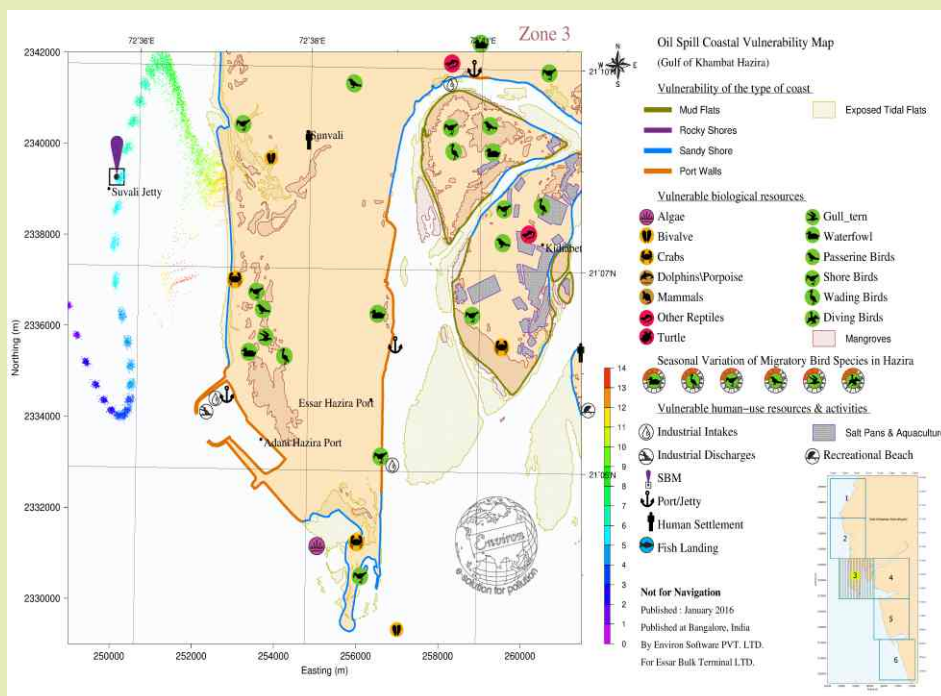 Zone 3
72°36'E
72°38'E
2342000
2340000
2338000
2336000
2334000
2332000
2330000
Northing (m)
250000
252000
254000
256000
258000
260000
Easting (m)
21°07'N
Suvali Jetty
Kidiabet
Essar Hazira Port
Adani Hazira Port
Environ
e solution for pollution
14
13
12
11
10
9
8
7
6
5
4
3
2
1
0
N
W
E
S
Oil Spill Coastal Vulnerability Map
(Gulf of Khambat Hazira)
Vulnerability of the type of coast
Mud Flats
Exposed Tidal Flats
Rocky Shores
Sandy Shore
Port Walls
Vulnerable biological resources
Algae
Gull_tern
Bivalve
Waterfowl
Crabs
Passerine Birds
Dolphins\Porpoise
Shore Birds
Mammals
Wading Birds
Other Reptiles
Diving Birds
Turtle
Mangroves
Seasonal Variation of Migratory Bird Species in Hazira
Vulnerable human-use resources & activities
Industrial Intakes
Salt Pans & Aquaculture
Industrial Discharges
Recreational Beach
SBM
Port/Jetty
Human Settlement
Fish Landing
Not for Navigation
Published : January 2016
Published at Bangalore, India
By Environ Software PVT. LTD.
For Essar Bulk Terminal LTD.
1
2
3
4
5
6